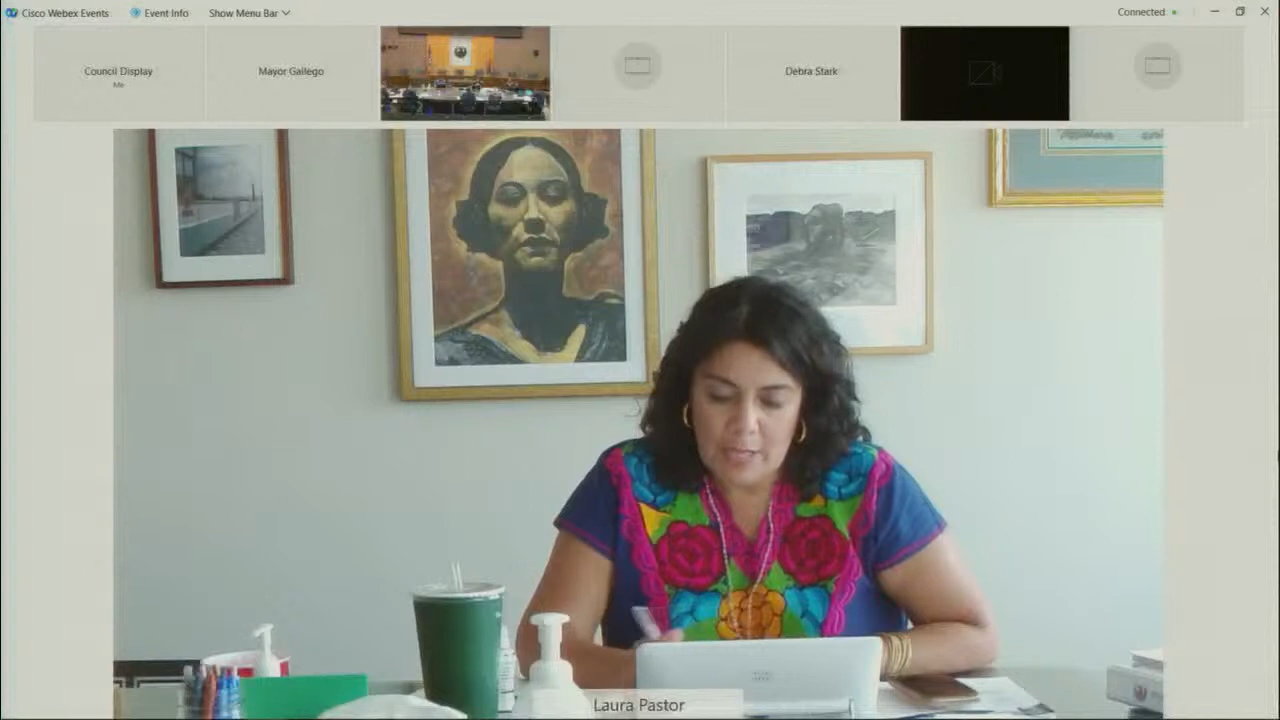 Cisco Webex Events
Event Info
Show Menu Bar
Connected
Council Display
Me
Mayor Gallego
Debra Stark
Laura Pastor